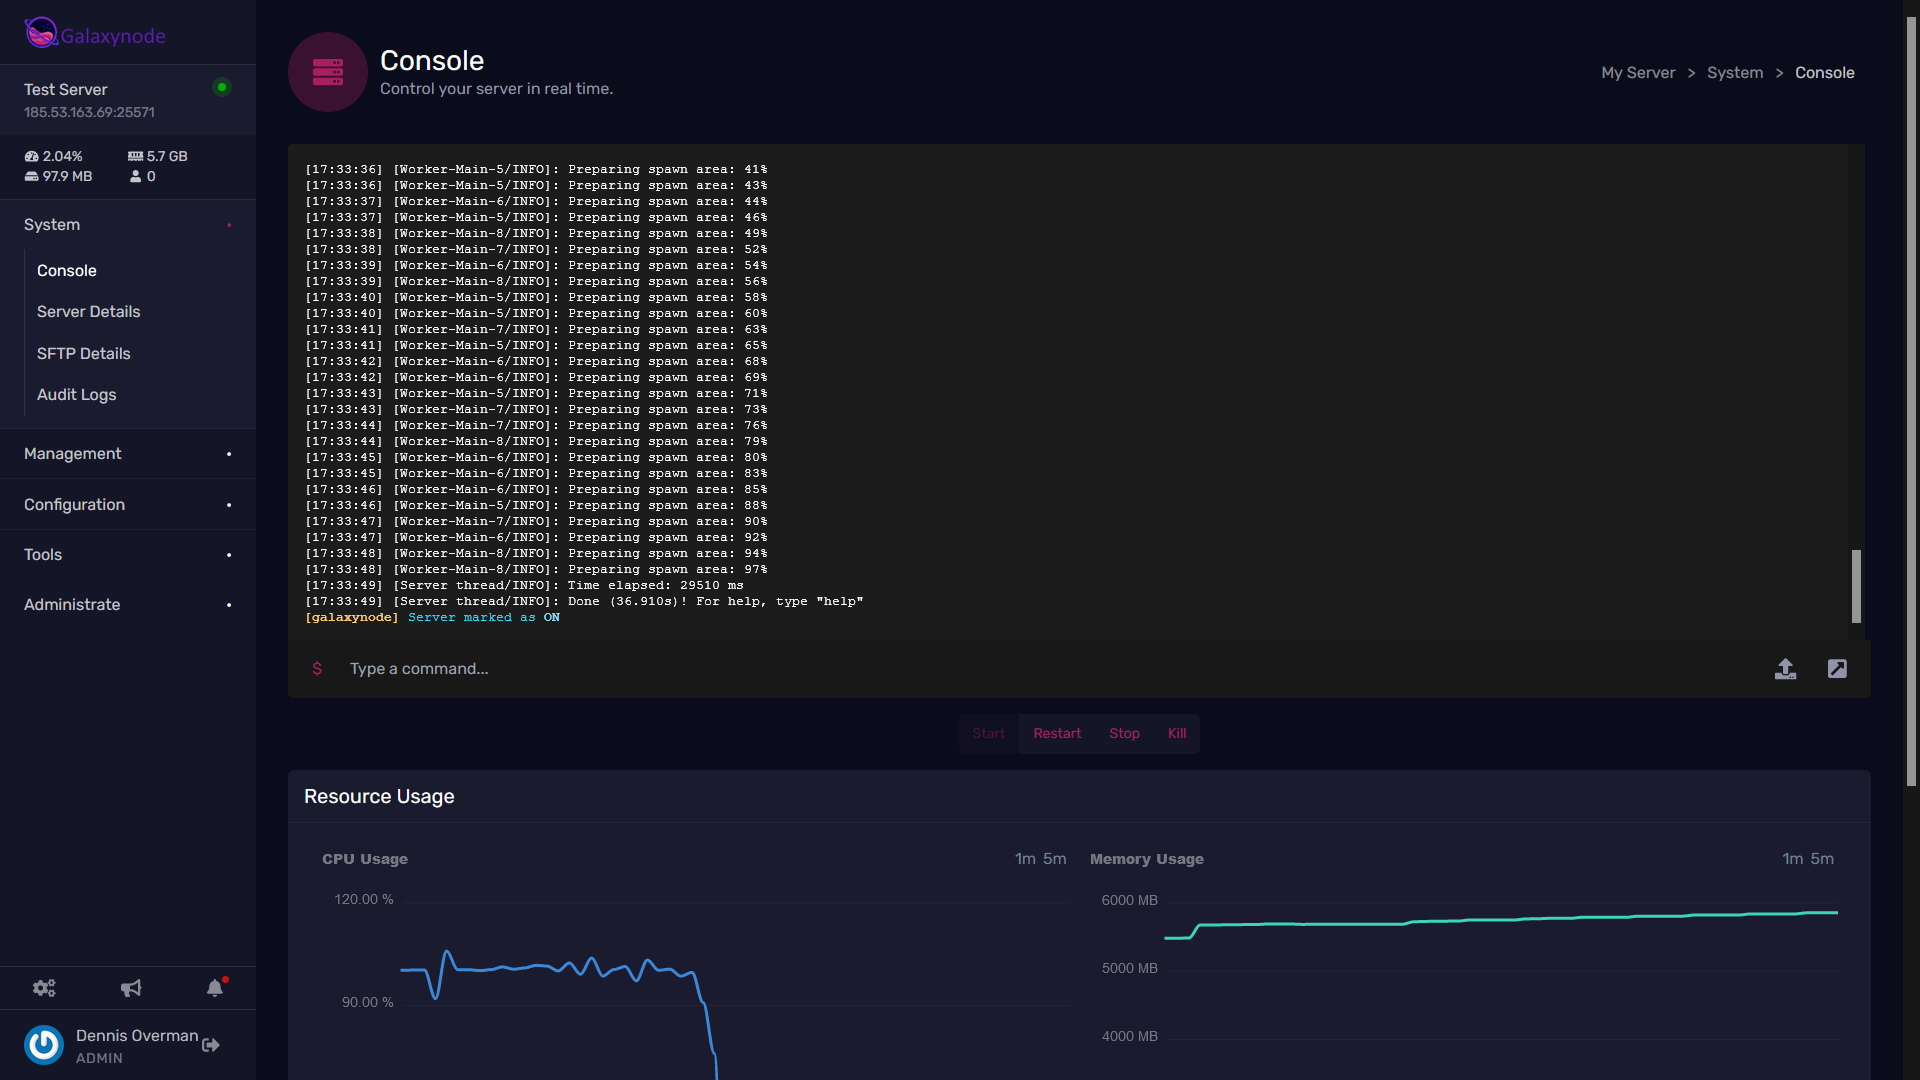 Galaxynode
Test Server
185.53.163.69:25571
2.04%
5.7 GB
97.9 MB
0
System
Console
Server Details
SFTP Details
Audit Logs
Management
Configuration
Tools
Administrate
Dennis Overman
ADMIN
Console
Control your server in real time.
My Server > System > Console
[17:33:36] [Worker-Main-5/INFO]: Preparing spawn area: 41%
[17:33:36] [Worker-Main-5/INFO]: Preparing spawn area: 43%
[17:33:37] [Worker-Main-6/INFO]: Preparing spawn area: 44%
[17:33:37] [Worker-Main-5/INFO]: Preparing spawn area: 46%
[17:33:38] [Worker-Main-8/INFO]: Preparing spawn area: 49%
[17:33:38] [Worker-Main-7/INFO]: Preparing spawn area: 52%
[17:33:39] [Worker-Main-6/INFO]: Preparing spawn area: 54%
[17:33:39] [Worker-Main-8/INFO]: Preparing spawn area: 56%
[17:33:40] [Worker-Main-5/INFO]: Preparing spawn area: 58%
[17:33:40] [Worker-Main-5/INFO]: Preparing spawn area: 60%
[17:33:41] [Worker-Main-7/INFO]: Preparing spawn area: 63%
[17:33:41] [Worker-Main-5/INFO]: Preparing spawn area: 65%
[17:33:42] [Worker-Main-6/INFO]: Preparing spawn area: 68%
[17:33:42] [Worker-Main-6/INFO]: Preparing spawn area: 69%
[17:33:43] [Worker-Main-5/INFO]: Preparing spawn area: 71%
[17:33:43] [Worker-Main-7/INFO]: Preparing spawn area: 73%
[17:33:44] [Worker-Main-7/INFO]: Preparing spawn area: 76%
[17:33:44] [Worker-Main-8/INFO]: Preparing spawn area: 79%
[17:33:45] [Worker-Main-6/INFO]: Preparing spawn area: 80%
[17:33:45] [Worker-Main-6/INFO]: Preparing spawn area: 83%
[17:33:46] [Worker-Main-6/INFO]: Preparing spawn area: 85%
[17:33:46] [Worker-Main-5/INFO]: Preparing spawn area: 88%
[17:33:47] [Worker-Main-7/INFO]: Preparing spawn area: 90%
[17:33:47] [Worker-Main-6/INFO]: Preparing spawn area: 92%
[17:33:48] [Worker-Main-8/INFO]: Preparing spawn area: 94%
[17:33:48] [Worker-Main-8/INFO]: Preparing spawn area: 97%
[17:33:49] [Server thread/INFO]: Time elapsed: 29510 ms
[17:33:49] [Server thread/INFO]: Done (36.910s)! For help, type "help"
[galaxynode] Server marked as ON
$ Type a command...
Start Restart Stop Kill
Resource Usage
CPU Usage
1m 5m
120.00 %
90.00 %
Memory Usage
1m 5m
6000 MB
5000 MB
4000 MB